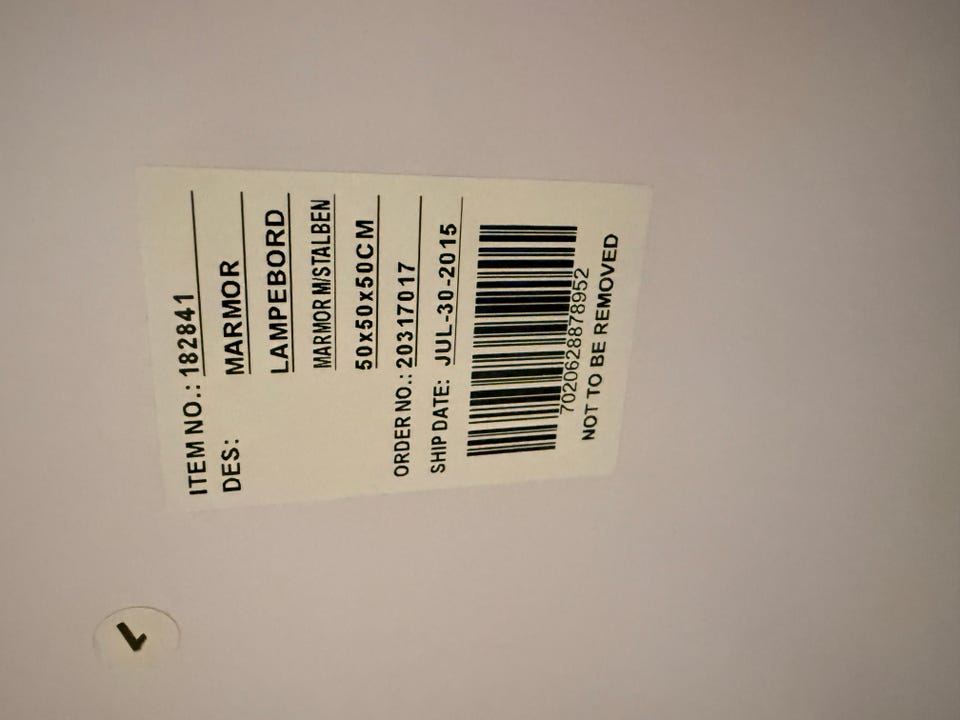 ITEM NO.: 182841
DES: MARMOR
LAMPEBORD
MARMOR M/STALBEN
50x50x50CM
ORDER NO.: 20317017
SHIP DATE: JUL-30-2015
7020628878952
NOT TO BE REMOVED